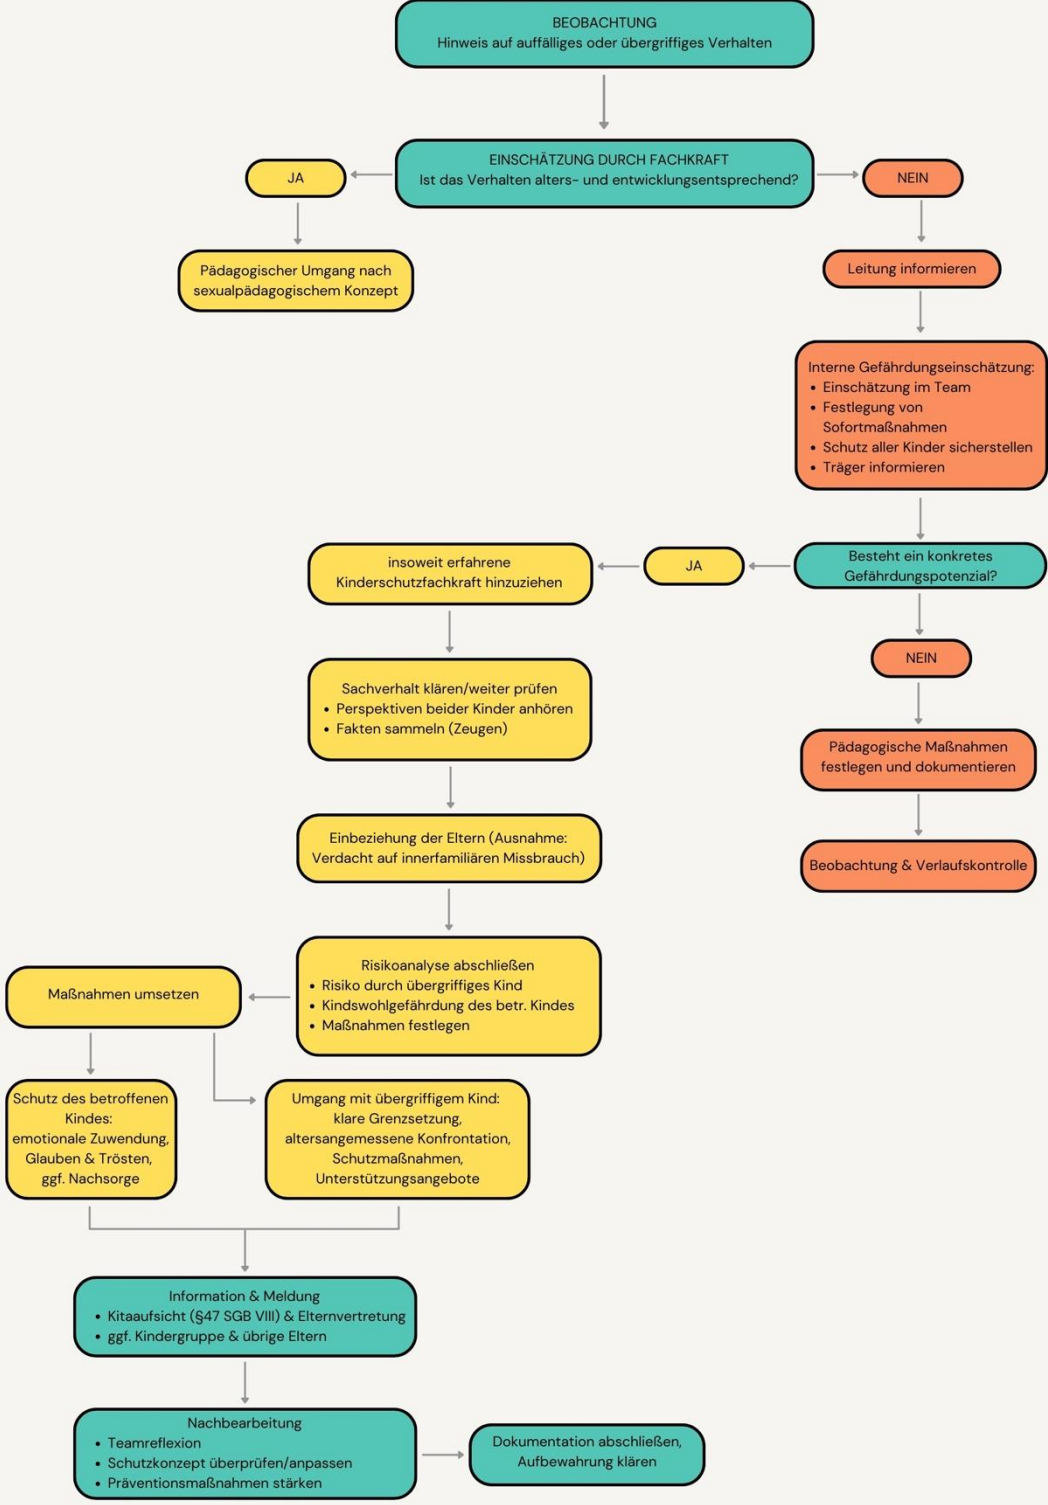 BEOBACHTUNG
Hinweis auf auffälliges oder übergriffiges Verhalten
EINSCHÄTZUNG DURCH FACHKRAFT
Ist das Verhalten alters- und entwicklungsentsprechend?
JA
NEIN
Pädagogischer Umgang nach
sexualpädagogischem Konzept
Leitung informieren
Interne Gefährdungseinschätzung:
• Einschätzung im Team
• Festlegung von
Sofortmaßnahmen
• Schutz aller Kinder sicherstellen
• Träger informieren
Besteht ein konkretes
Gefährdungspotenzial?
JA
insoweit erfahrene
Kinderschutzfachkraft hinzuziehen
NEIN
Pädagogische Maßnahmen
festlegen und dokumentieren
Beobachtung & Verlaufskontrolle
Sachverhalt klären/weiter prüfen
• Perspektiven beider Kinder anhören
• Fakten sammeln (Zeugen)
Einbeziehung der Eltern (Ausnahme:
Verdacht auf innerfamiliären Missbrauch)
Risikoanalyse abschließen
• Risiko durch übergriffiges Kind
• Kindswohlgefährdung des betr. Kindes
• Maßnahmen festlegen
Maßnahmen umsetzen
Schutz des betroffenen
Kindes:
emotionale Zuwendung,
Glauben & Trösten,
ggf. Nachsorge
Umgang mit übergriffigem Kind:
klare Grenzsetzung,
altersangemessene Konfrontation,
Schutzmaßnahmen,
Unterstützungsangebote
Information & Meldung
• Kitaaufsicht (§47 SGB VIII) & Elternvertretung
• ggf. Kindergruppe & übrige Eltern
Nachbearbeitung
• Teamreflexion
• Schutzkonzept überprüfen/anpassen
• Präventionsmaßnahmen stärken
Dokumentation abschließen,
Aufbewahrung klären